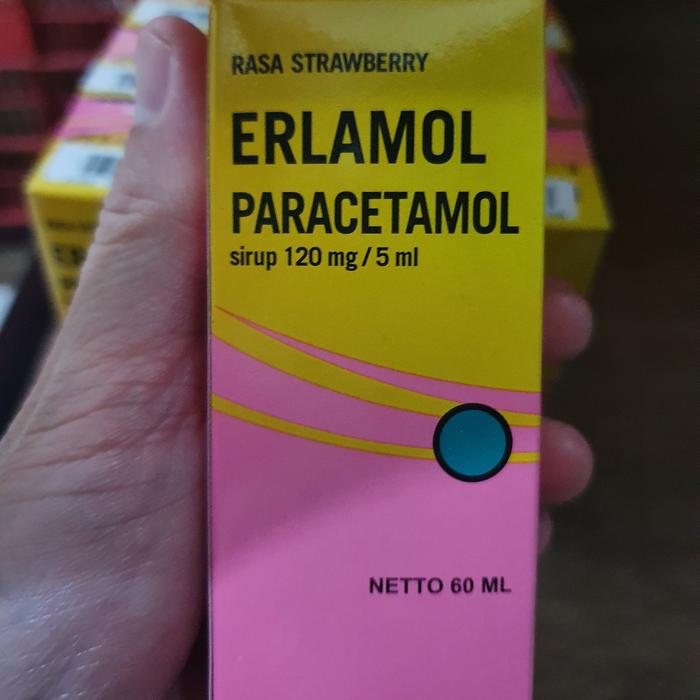 RASA STRAWBERRY
ERLAMOL
PARACETAMOL
sirup 120 mg / 5 ml
NETTO 60 ML